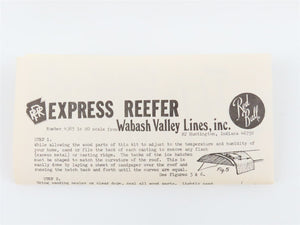 PRR EXPRESS REEFER
Red Ball
Number in HO scale from Wabash Valley Lines, inc.
Huntington, Indiana
STEP 1.
While allowing the wood parts of this kit to adjust to the temperature and humidity of
your home, sand or file the back of each casting to remove any flash
(excess metal) or casting ridge. The backs of the ice hatches
must be shaped to match the curvature of the roof. This is
easily done by laying a sheet of sandpaper over the roof and
rubbing the hatch back and forth until the curves are equal.
See Figures 5 & 6.
Fig. 5
STEP 2.